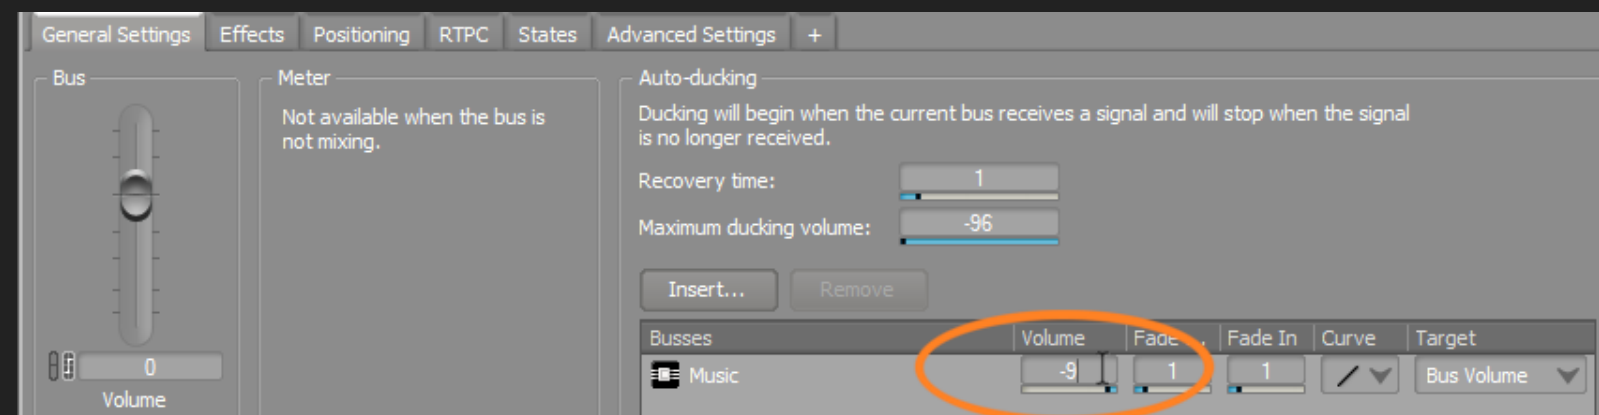 General Settings Effects Positioning RTPC States Advanced Settings +
Bus
Meter
Auto-ducking
Not available when the bus is
not mixing.
Ducking will begin when the current bus receives a signal and will stop when the signal
is no longer received.
Recovery time: 1
Maximum ducking volume: -96
Insert... Remove
Busses Volume Fade ... Fade In Curve Target
Music -9 1 1 Bus Volume
0
Volume